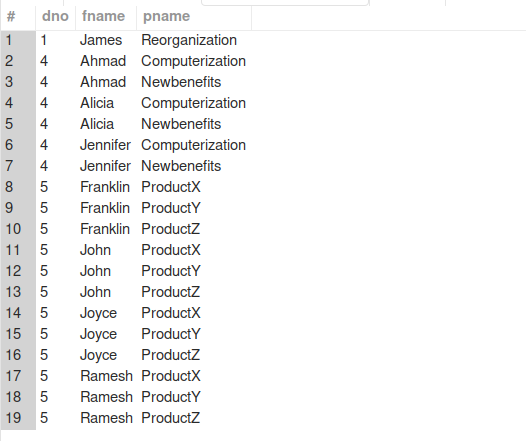 # dno fname pname
1 1 James Reorganization
2 4 Ahmad Computerization
3 4 Ahmad Newbenefits
4 4 Alicia Computerization
5 4 Alicia Newbenefits
6 4 Jennifer Computerization
7 4 Jennifer Newbenefits
8 5 Franklin ProductX
9 5 Franklin ProductY
10 5 Franklin ProductZ
11 5 John ProductX
12 5 John ProductY
13 5 John ProductZ
14 5 Joyce ProductX
15 5 Joyce ProductY
16 5 Joyce ProductZ
17 5 Ramesh ProductX
18 5 Ramesh ProductY
19 5 Ramesh ProductZ